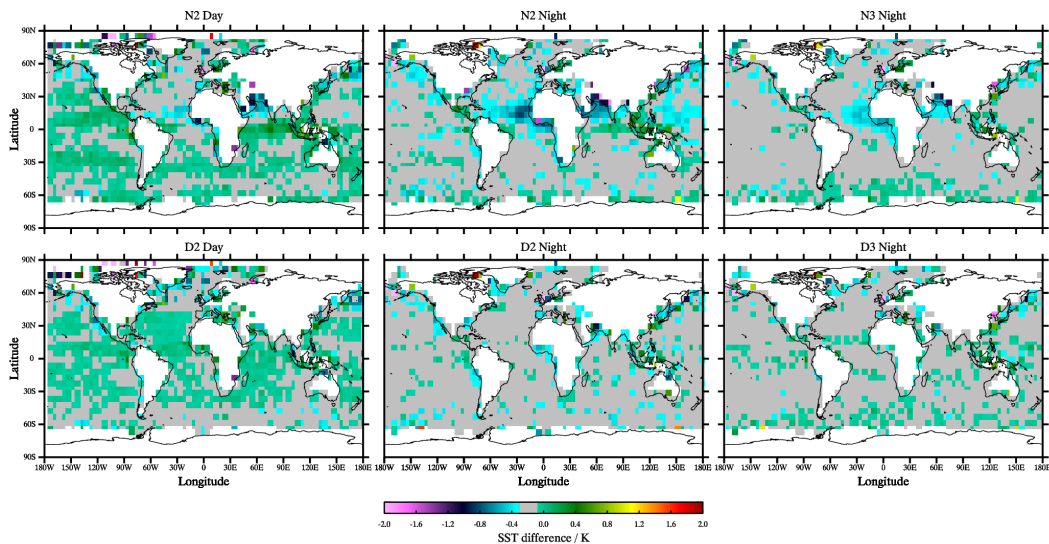 N2 Day
N2 Night
N3 Night
90N
60N
30N
0
30S
60S
90S
Latitude
D2 Day
D2 Night
D3 Night
90N
60N
30N
0
30S
60S
90S
Latitude
180W 150W 120W 90W 60W 30W 0 30E 60E 90E 120E 150E 180E
180W 150W 120W 90W 60W 30W 0 30E 60E 90E 120E 150E 180E
180W 150W 120W 90W 60W 30W 0 30E 60E 90E 120E 150E 180E
Longitude
Longitude
Longitude
-2.0 -1.6 -1.2 -0.8 -0.4 0.0 0.4 0.8 1.2 1.6 2.0
SST difference / K